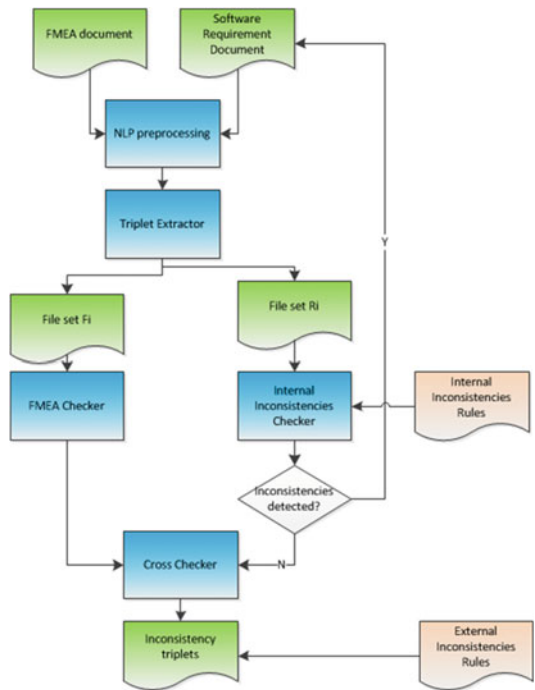 FMEA document
Software
Requirement
Document
NLP preprocessing
Triplet Extractor
Y
File set Fi
File set Ri
FMEA Checker
Internal
Inconsistencies
Checker
Internal
Inconsistencies
Rules
Inconsistencies
detected?
N
Cross Checker
Inconsistency
triplets
External
Inconsistencies
Rules